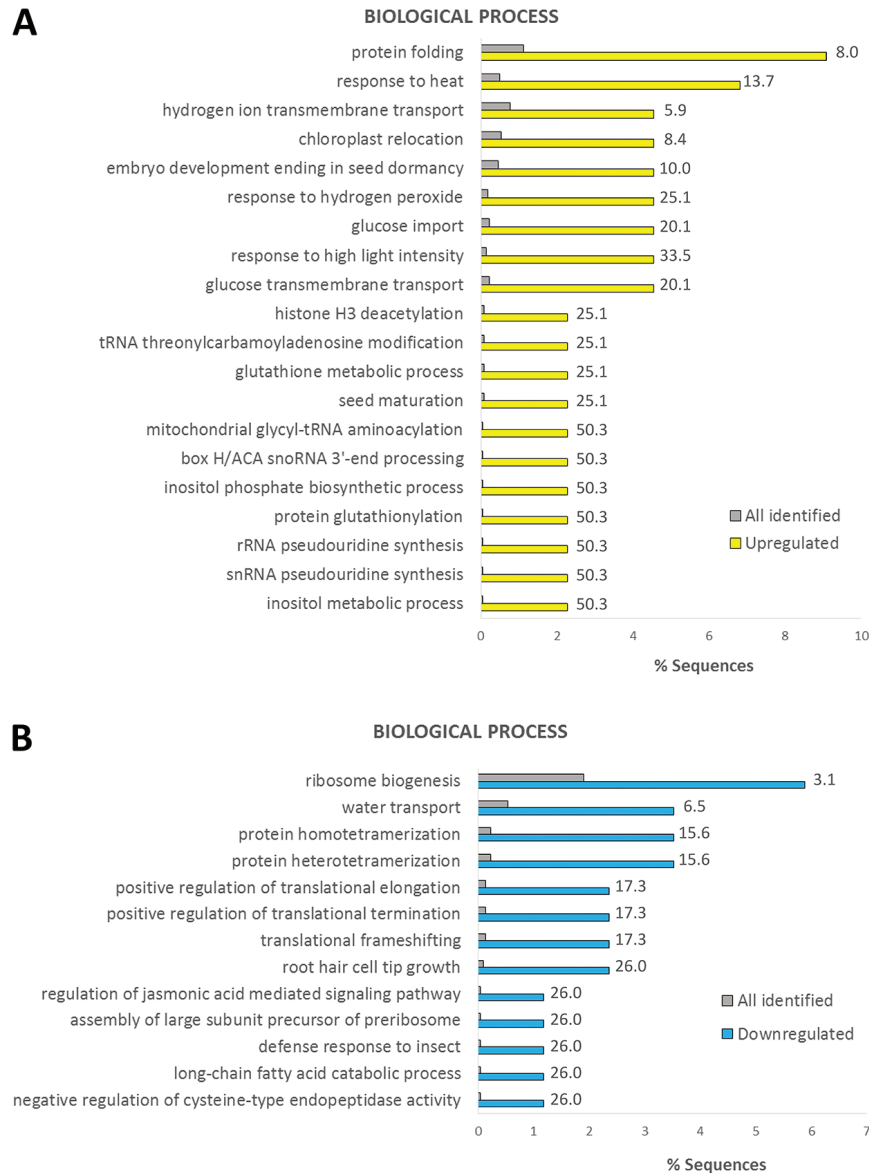 A
BIOLOGICAL PROCESS
protein folding 8.0
response to heat 13.7
hydrogen ion transmembrane transport 5.9
chloroplast relocation 8.4
embryo development ending in seed dormancy 10.0
response to hydrogen peroxide 25.1
glucose import 20.1
response to high light intensity 33.5
glucose transmembrane transport 20.1
histone H3 deacetylation 25.1
tRNA threonylcarbamoyladenosine modification 25.1
glutathione metabolic process 25.1
seed maturation 25.1
mitochondrial glycyl-tRNA aminoacylation 50.3
box H/ACA snoRNA 3'-end processing 50.3
inositol phosphate biosynthetic process 50.3
protein glutathionylation 50.3
rRNA pseudouridine synthesis 50.3
snRNA pseudouridine synthesis 50.3
inositol metabolic process 50.3
All identified
Upregulated
0 2 4 6 8 10
% Sequences
B
BIOLOGICAL PROCESS
ribosome biogenesis 3.1
water transport 6.5
protein homotetramerization 15.6
protein heterotetramerization 15.6
positive regulation of translational elongation 17.3
positive regulation of translational termination 17.3
translational frameshifting 17.3
root hair cell tip growth 26.0
regulation of jasmonic acid mediated signaling pathway 26.0
assembly of large subunit precursor of preribosome 26.0
defense response to insect 26.0
long-chain fatty acid catabolic process 26.0
negative regulation of cysteine-type endopeptidase activity 26.0
All identified
Downregulated
0 1 2 3 4 5 6 7
% Sequences